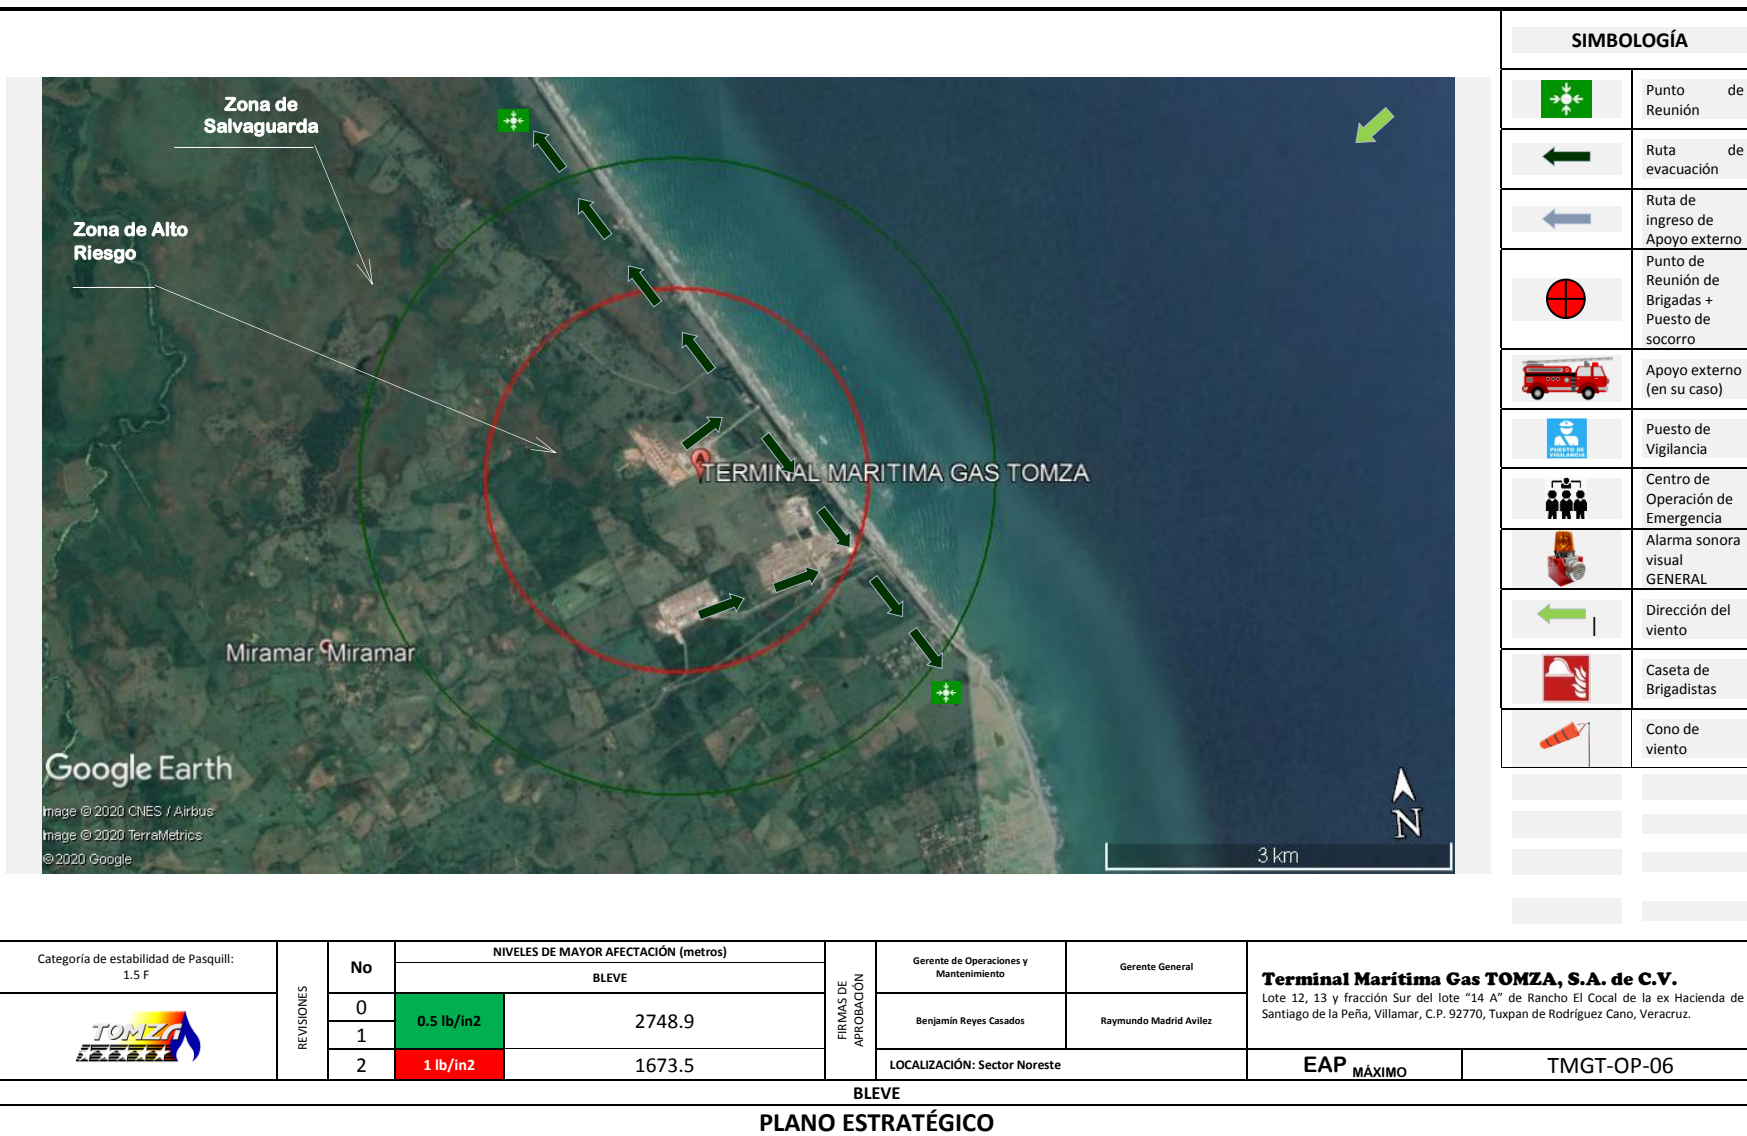 SIMBOLOGÍA
Punto de
Reunión
Ruta de
evacuación
Ruta de
ingreso de
Apoyo externo
Punto de
Reunión de
Brigadas +
Puesto de
socorro
Apoyo externo
(en su caso)
PUESTO DE
VIGILANCIA
Puesto de
Vigilancia
Centro de
Operación de
Emergencia
Alarma sonora
visual
GENERAL
Dirección del
viento
Caseta de
Brigadistas
Cono de
viento
Zona de
Salvaguarda
Zona de Alto
Riesgo
A
TERMINAL MARITIMA GAS TOMZA
Miramar Miramar
Google Earth
Image © 2020 CNES / Airbus
Image © 2020 TerraMetrics
© 2020 Google
N
3 km
Categoría de estabilidad de Pasquill:
1.5 F
TOMZA
REVISIONES
No
0
1
2
NIVELES DE MAYOR AFECTACIÓN (metros)
BLEVE
0.5 lb/in2
2748.9
1 lb/in2
1673.5
FIRMAS DE
APROBACIÓN
Gerente de Operaciones y
Mantenimiento
Gerente General
Benjamín Reyes Casados
Raymundo Madrid Avilez
LOCALIZACIÓN: Sector Noreste
Terminal Marítima Gas TOMZA, S.A. de C.V.
Lote 12, 13 y fracción Sur del lote “14 A” de Rancho El Cocal de la ex Hacienda de
Santiago de la Peña, Villamar, C.P. 92770, Tuxpan de Rodríguez Cano, Veracruz.
EAP MÁXIMO
TMGT-OP-06
BLEVE
PLANO ESTRATÉGICO